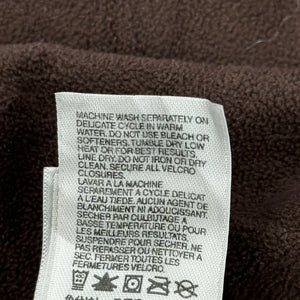 MACHINE WASH SEPARATELY ON
DELICATE CYCLE IN WARM
WATER. DO NOT USE BLEACH OR
SOFTENERS. TUMBLE DRY LOW
HEAT OR FOR BEST RESULTS,
LINE DRY. DO NOT IRON OR DRY
CLEAN. SECURE ALL VELCRO
CLOSURES.
LAVAR A LA MACHINE
SEPAREMENT A CYCLE DELICAT
A L'EAU TIEDE. AUCUN AGENT DE
BLANCHIMENT NI ADOUCISSANT.
SECHER PAR CULBUTAGE A
BASSE TEMPERATURE OU POUR
LES MEILLEURS RESULTATS,
SUSPENDRE POUR SECHER. NE
PAS REPASSER OU NETTOYER A
SEC. FERMER TOUTES LES
FERMETURES VELCRO.